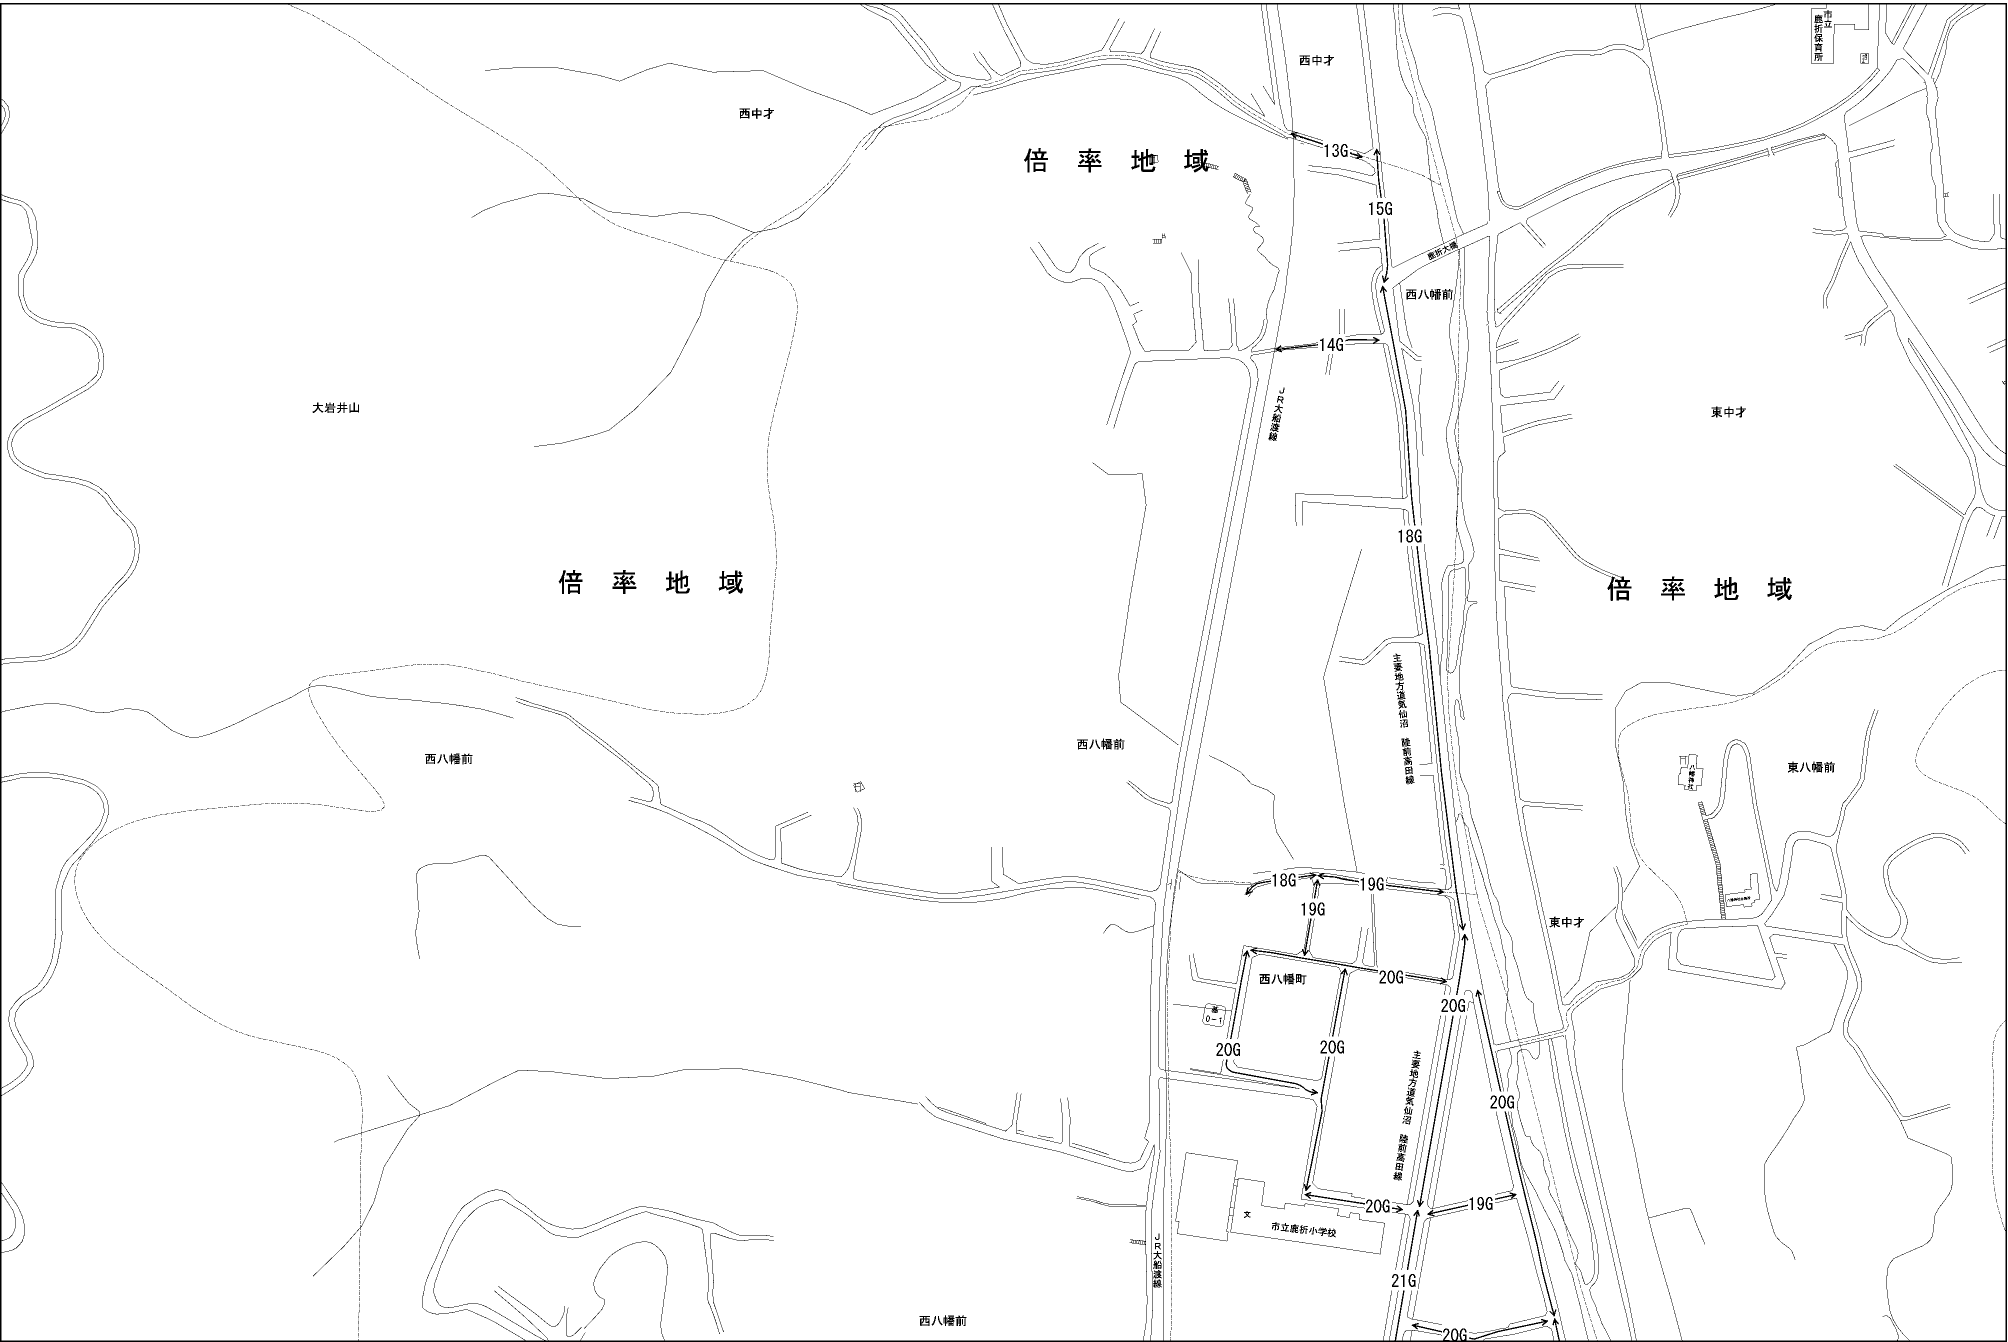 市立
鹿折保育所
西中才
西中才
倍率地域
13G
15G
鹿折大橋
西八幡前
14G
大岩井山
JR大船渡線
東中才
18G
倍率地域
倍率地域
主要地方道気仙沼 陸前高田線
西八幡前
西八幡前
八幡神社
東八幡前
18G
19G
19G
東中才
西八幡町
20G
20G
0-1
20G
20G
主要地方道気仙沼 陸前高田線
20G
20G
19G
文
市立鹿折小学校
JR大船渡線
21G
西八幡前
20G